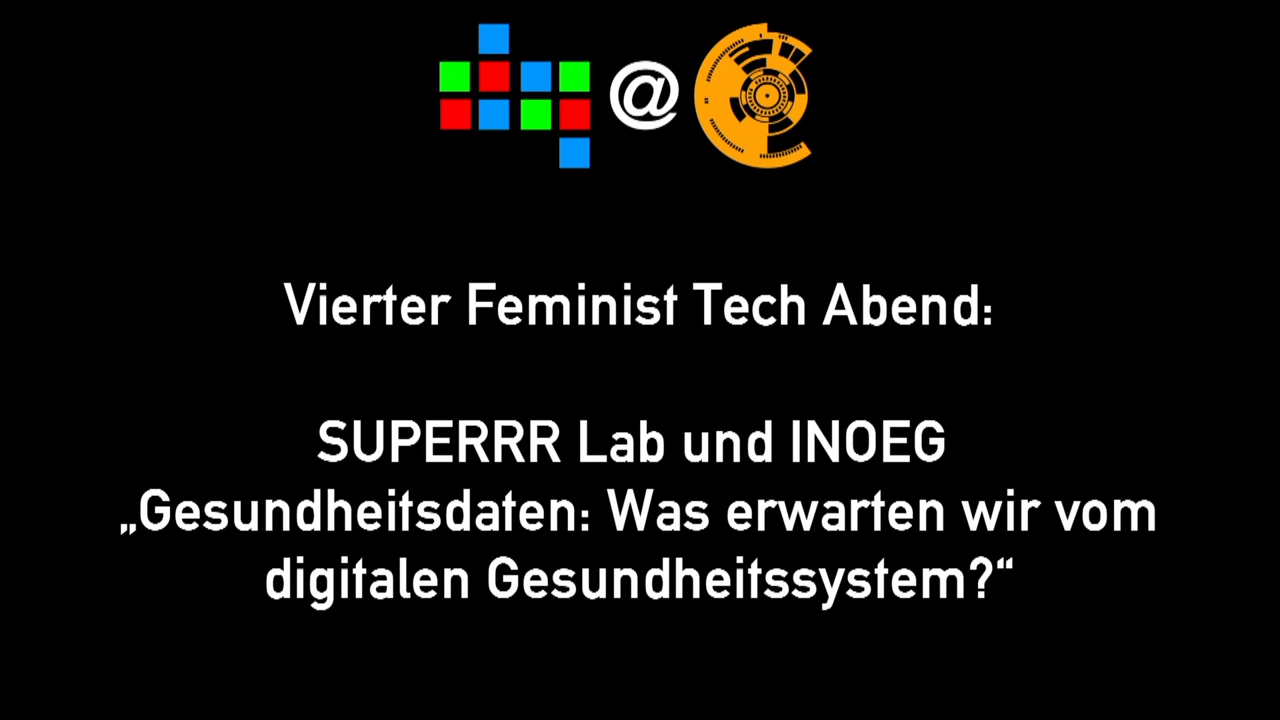 @
Vierter Feminist Tech Abend:
SUPERRR Lab und INOEG
„Gesundheitsdaten: Was erwarten wir vom
digitalen Gesundheitssystem?“